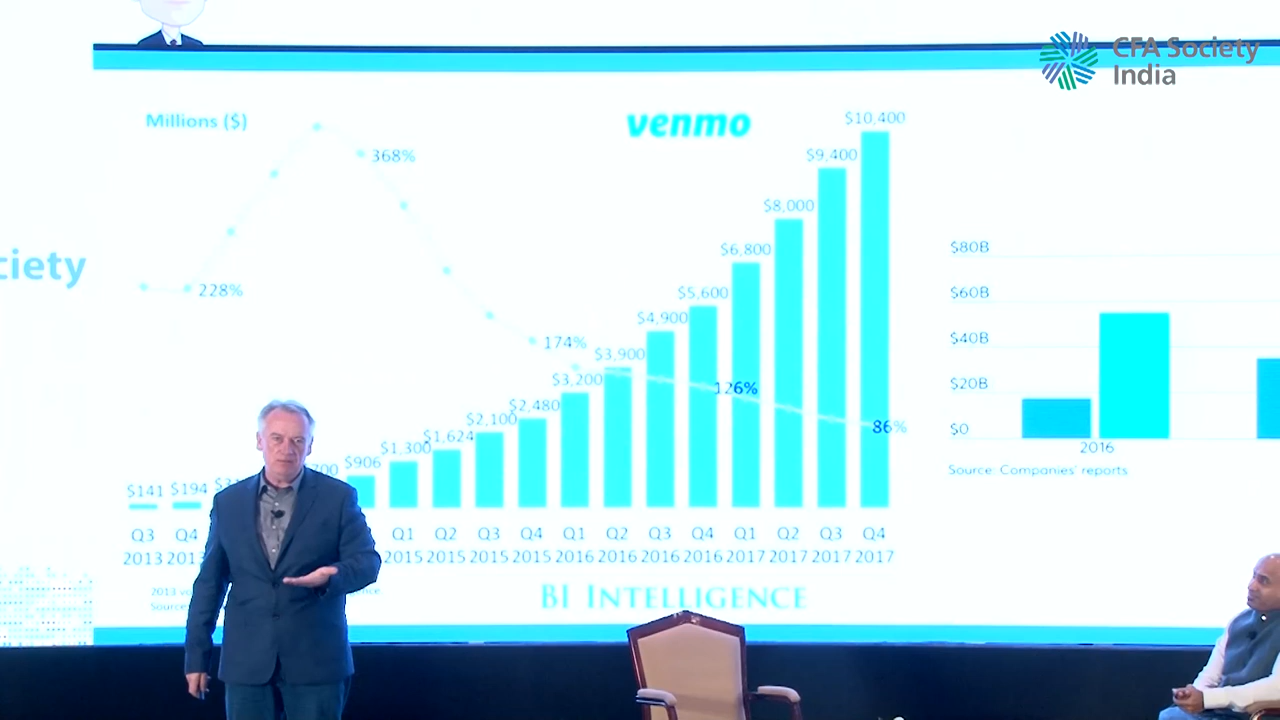 CFA Society
India
Millions ($)
venmo
$10,400
$9,400
368%
$8,000
$6,800
$80B
ciety
228%
$5,600
$60B
$4,900
174%
$3,900
$40B
$3,200
126%
$20B
$2,480
$2,100
86%
$0
$1,624
$1,300
$906
2016
$141 $194
Source: Companies' reports
Q3 Q4 Q1 Q2 Q3 Q4 Q1 Q2 Q3 Q4 Q1 Q2 Q3 Q4
2013 2013 2015 2015 2015 2015 2016 2016 2016 2016 2017 2017 2017 2017
BI INTELLIGENCE